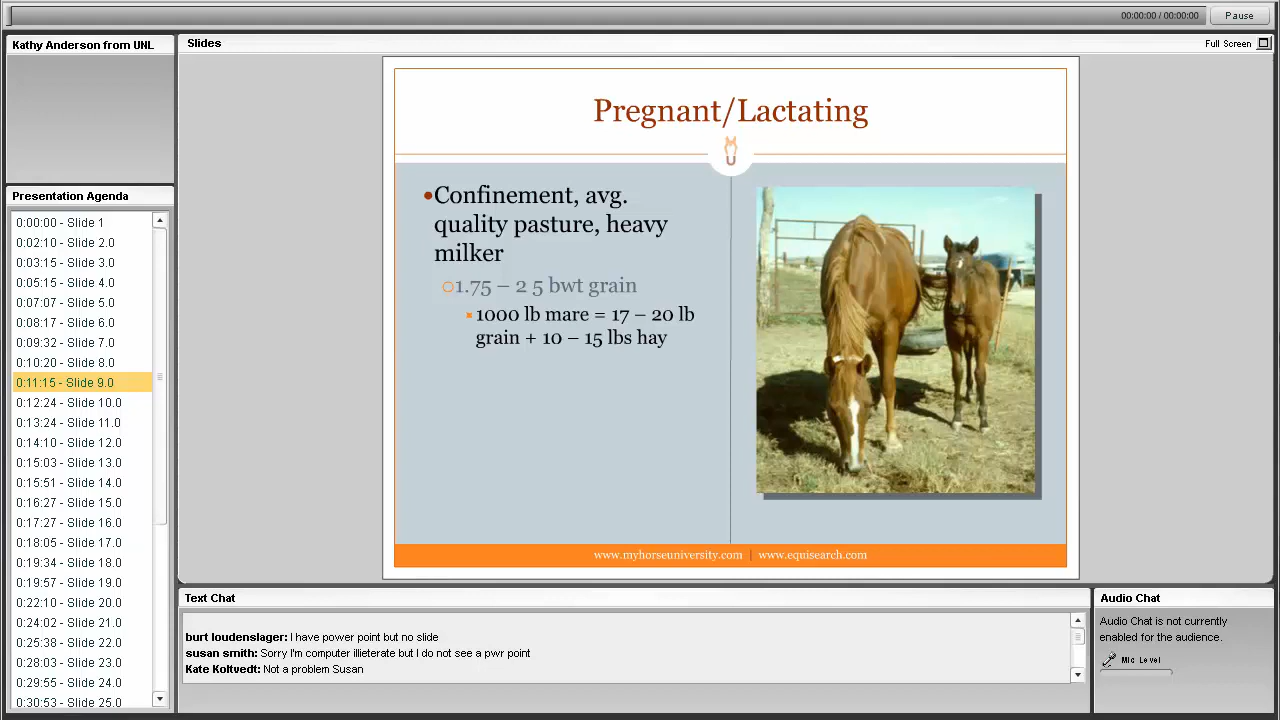 00:00:00 / 00:00:00
Pause
Kathy Anderson from UNL
Slides
Full Screen
Pregnant/Lactating
•Confinement, avg.
quality pasture, heavy
milker
1.75 – 2 5 bwt grain
1000 lb mare = 17 – 20 lb
grain + 10 – 15 lbs hay
www.myhorseuniversity.com | www.equisearch.com
Presentation Agenda
0:00:00 - Slide 1
0:02:10 - Slide 2.0
0:03:15 - Slide 3.0
0:05:15 - Slide 4.0
0:07:07 - Slide 5.0
0:08:17 - Slide 6.0
0:09:32 - Slide 7.0
0:10:20 - Slide 8.0
0:11:15 - Slide 9.0
0:12:24 - Slide 10.0
0:13:24 - Slide 11.0
0:14:10 - Slide 12.0
0:15:03 - Slide 13.0
0:15:51 - Slide 14.0
0:16:27 - Slide 15.0
0:17:27 - Slide 16.0
0:18:05 - Slide 17.0
0:19:34 - Slide 18.0
0:19:57 - Slide 19.0
0:22:10 - Slide 20.0
0:24:02 - Slide 21.0
0:25:38 - Slide 22.0
0:28:03 - Slide 23.0
0:29:55 - Slide 24.0
0:30:53 - Slide 25.0
Text Chat
burt loudenslager: I have power point but no slide
susan smith: Sorry I'm computer illieterate but I do not see a pwr point
Kate Koltvedt: Not a problem Susan
Audio Chat
Audio Chat is not currently
enabled for the audience.
Mic Level